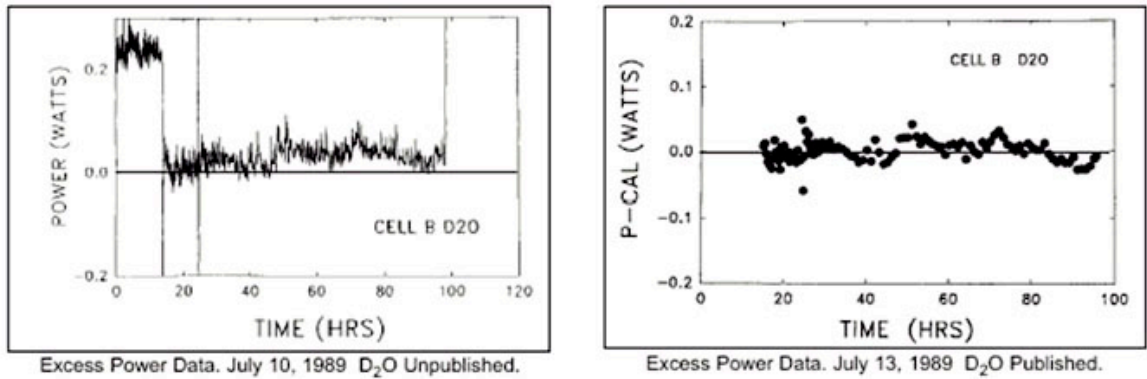 POWER (WATTS)
0.2
0.0
-0.2
CELL B D20
0 20 40 60 80 100 120
TIME (HRS)
Excess Power Data. July 10, 1989 D₂O Unpublished.
P-CAL (WATTS)
0.2
0.1
0.0
-0.1
-0.2
CELL B D20
0 20 40 60 80 100
TIME (HRS)
Excess Power Data. July 13, 1989 D₂O Published.